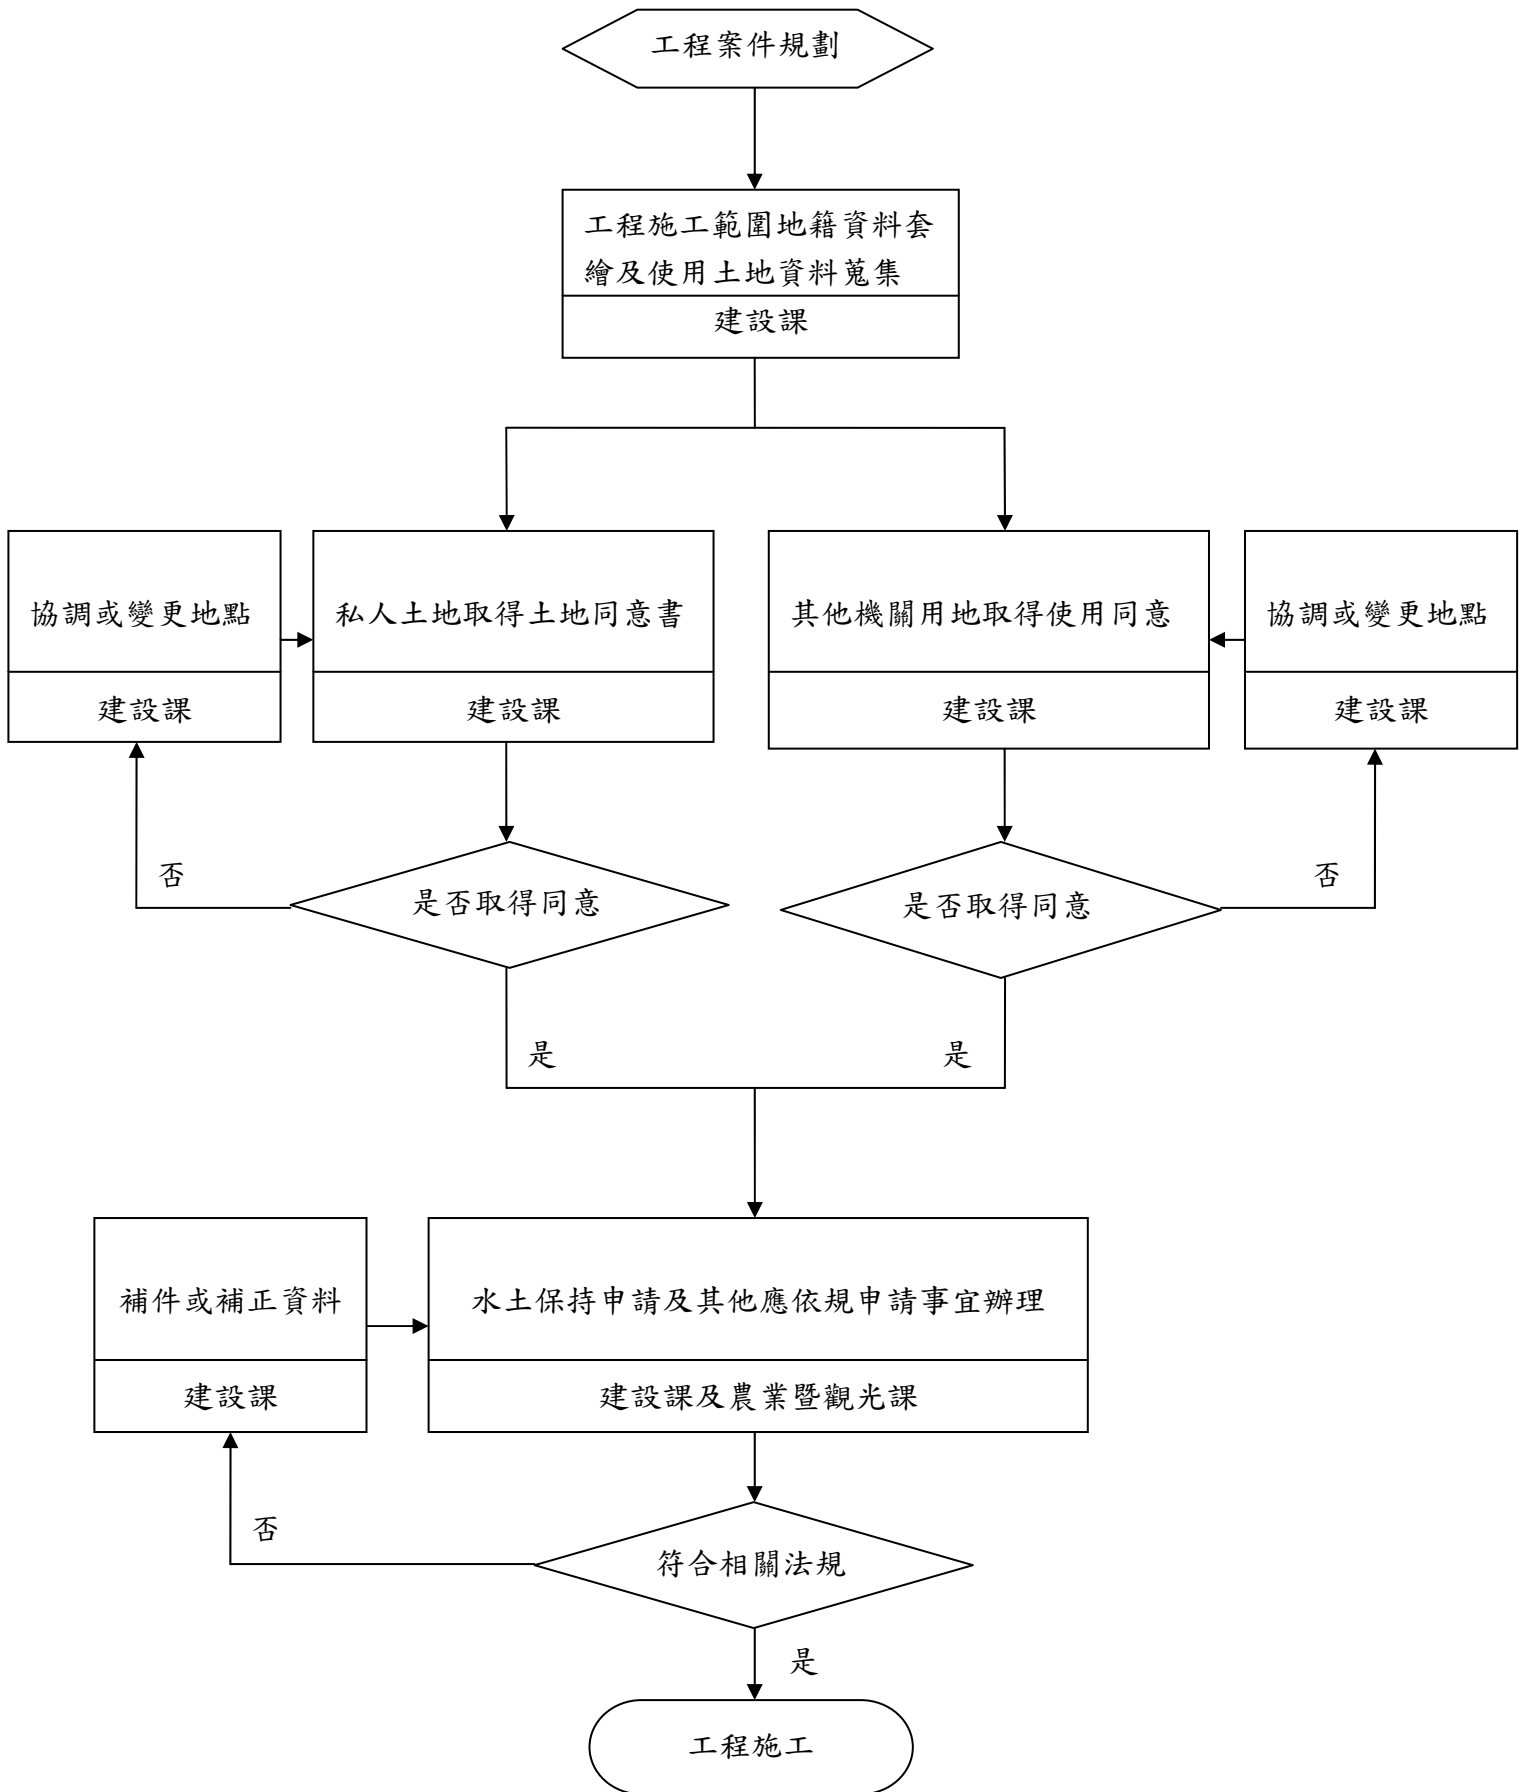 工程案件規劃
工程施工範圍地籍資料套
繪及使用土地資料蒐集
建設課
協調或變更地點
建設課
私人土地取得土地同意書
建設課
其他機關用地取得使用同意
建設課
協調或變更地點
建設課
否
是否取得同意
是否取得同意
否
是
是
補件或補正資料
建設課
水土保持申請及其他應依規申請事宜辦理
建設課及農業暨觀光課
否
符合相關法規
是
工程施工